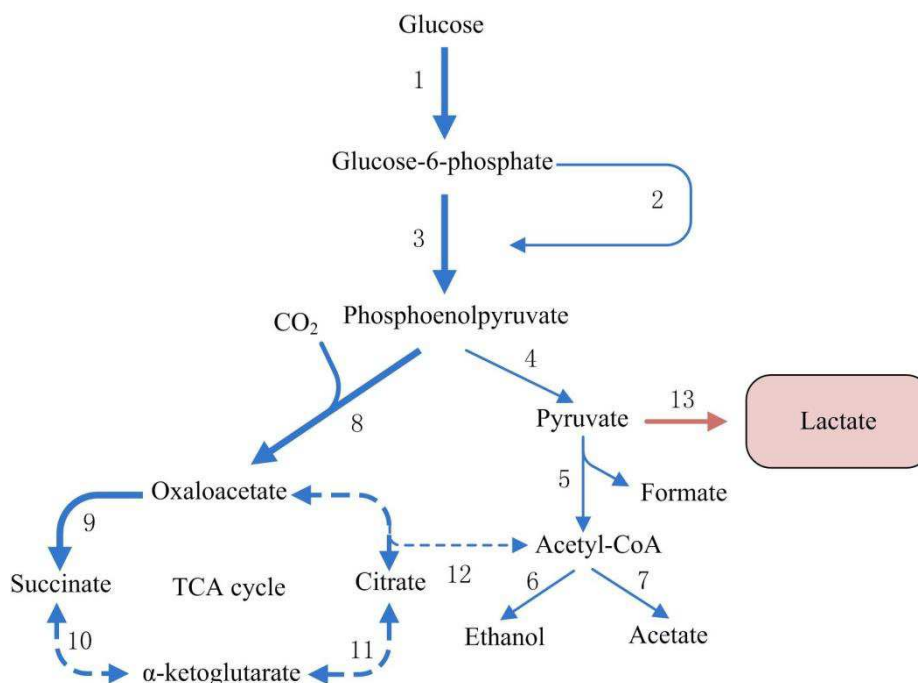 Glucose
1
Glucose-6-phosphate
2
3
Phosphoenolpyruvate
CO₂
4
8
Pyruvate
13
Lactate
5
Formate
Oxaloacetate
9
Acetyl-CoA
12
Succinate
TCA cycle
Citrate
6
7
Ethanol
Acetate
10
11
α-ketoglutarate